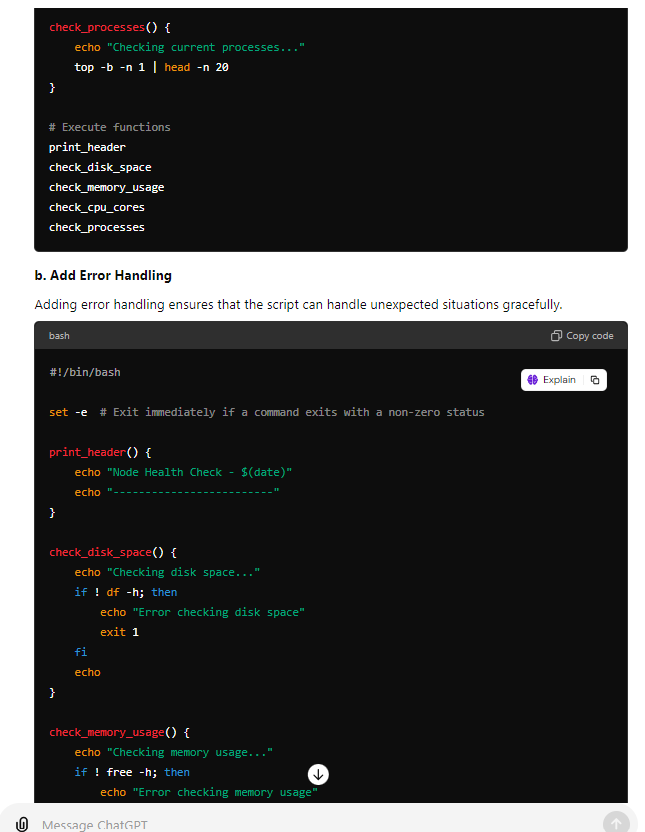 check_processes() {
    echo "Checking current processes..."
    top -b -n 1 | head -n 20
}
# Execute functions
print_header
check_disk_space
check_memory_usage
check_cpu_cores
check_processes
b. Add Error Handling
Adding error handling ensures that the script can handle unexpected situations gracefully.
bash Copy code
#!/bin/bash
Explain
set -e  # Exit immediately if a command exits with a non-zero status
print_header() {
    echo "Node Health Check - $(date)"
    echo "-------------------------"
}
check_disk_space() {
    echo "Checking disk space..."
    if ! df -h; then
        echo "Error checking disk space"
        exit 1
    fi
    echo
}
check_memory_usage() {
    echo "Checking memory usage..."
    if ! free -h; then
        echo "Error checking memory usage"
Message ChatGPT